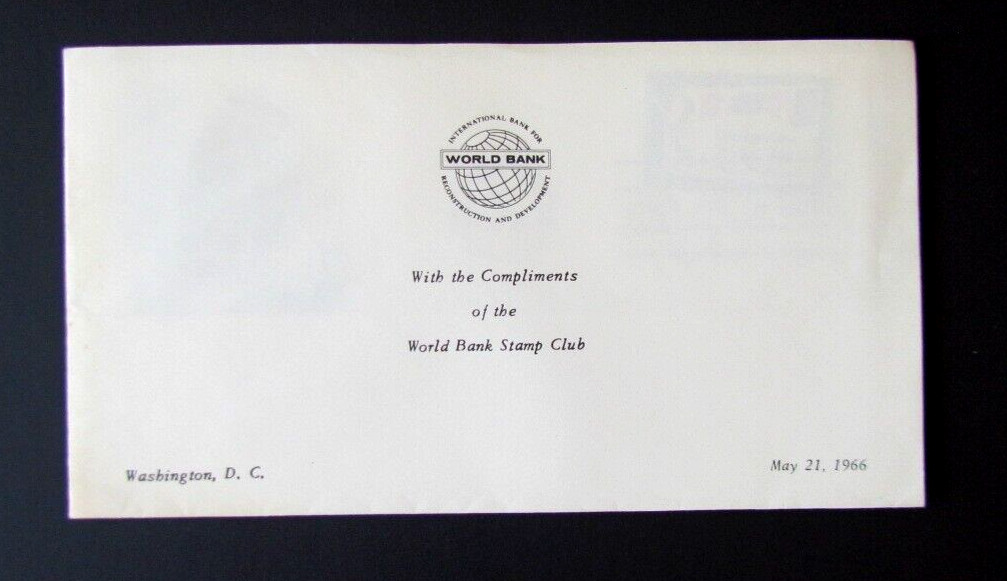 INTERNATIONAL BANK FOR
WORLD BANK
RECONSTRUCTION AND DEVELOPMENT
With the Compliments
of the
World Bank Stamp Club
Washington, D. C.
May 21, 1966